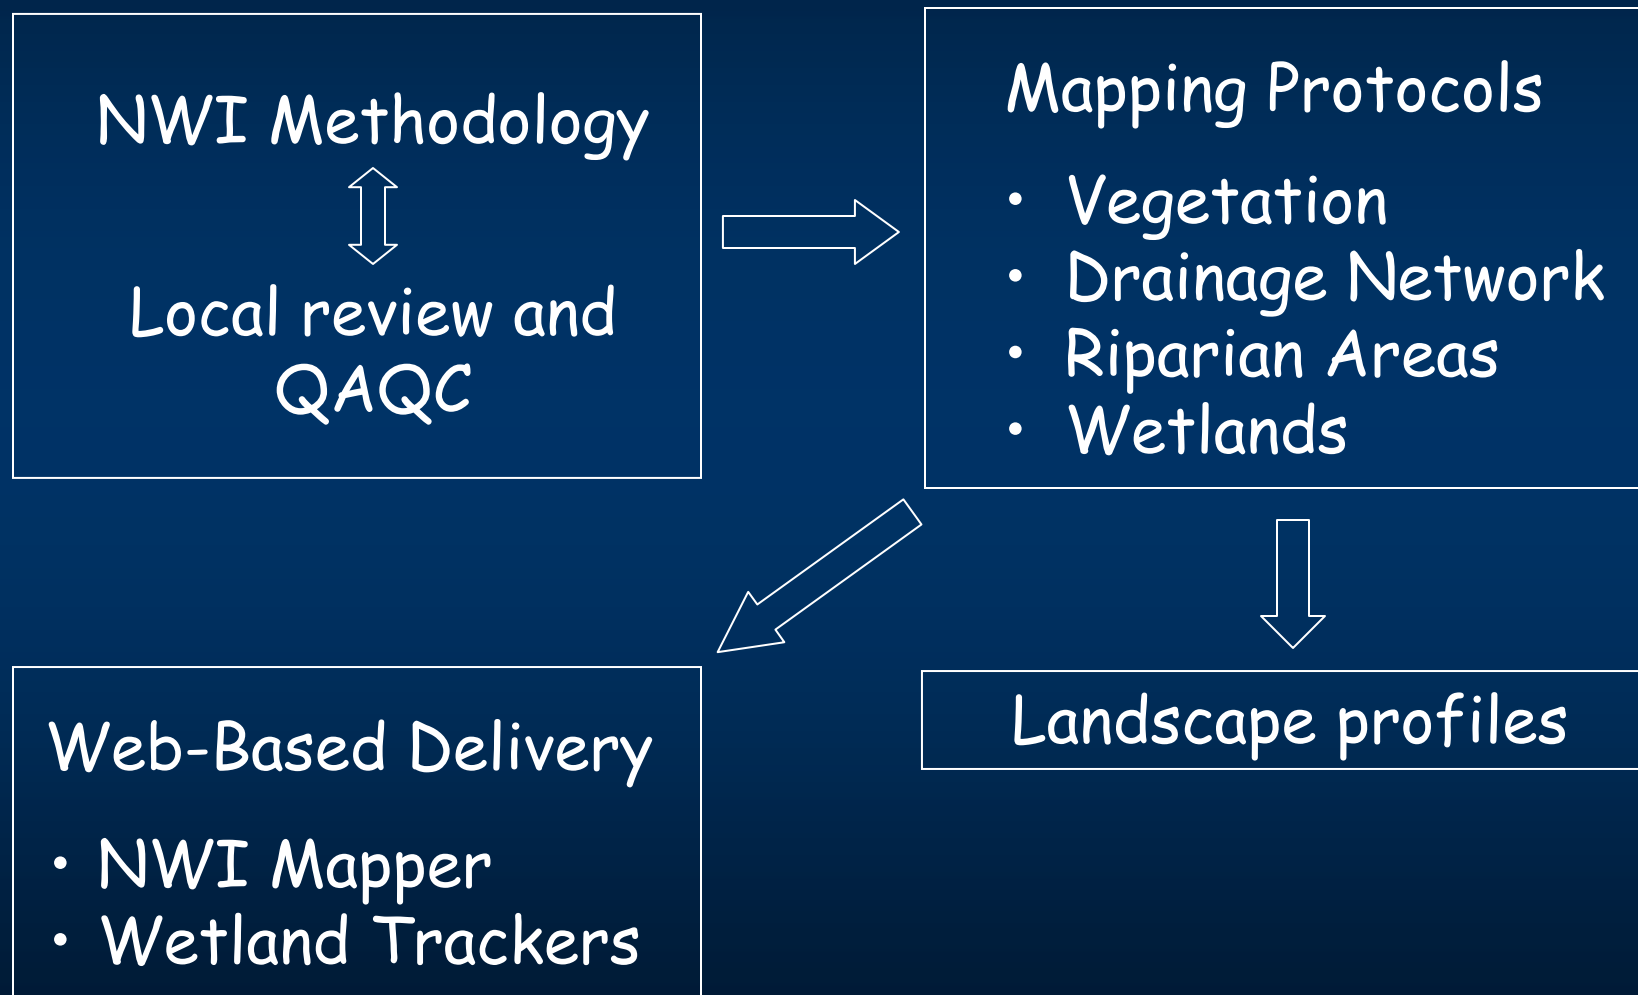 NWI Methodology
Local review and
QAQC
Mapping Protocols
• Vegetation
• Drainage Network
• Riparian Areas
• Wetlands
Web-Based Delivery
• NWI Mapper
• Wetland Trackers
Landscape profiles